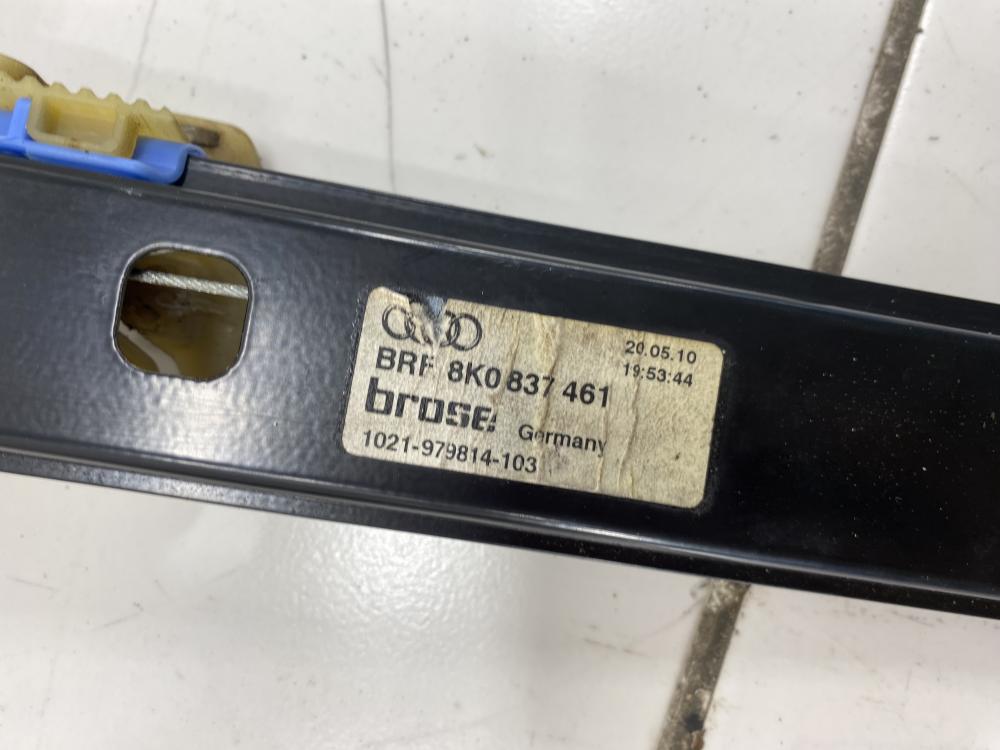 20.05.10
BRF 8K0 837 461
19:53:44
brose
Germany
1021-979814-103